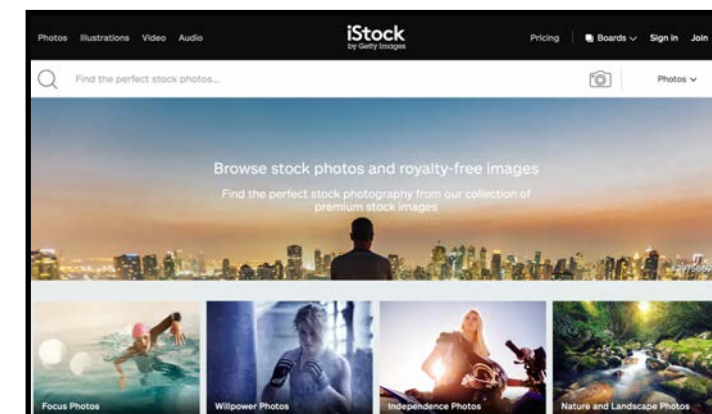 Photos Illustrations Video Audio
iStock
by Getty Images
Pricing Boards Sign in Join
Find the perfect stock photos...
Photos
Browse stock photos and royalty-free images
Find the perfect stock photography from our collection of
premium stock images
Focus Photos
Willpower Photos
Independence Photos
Nature and Landscape Photos